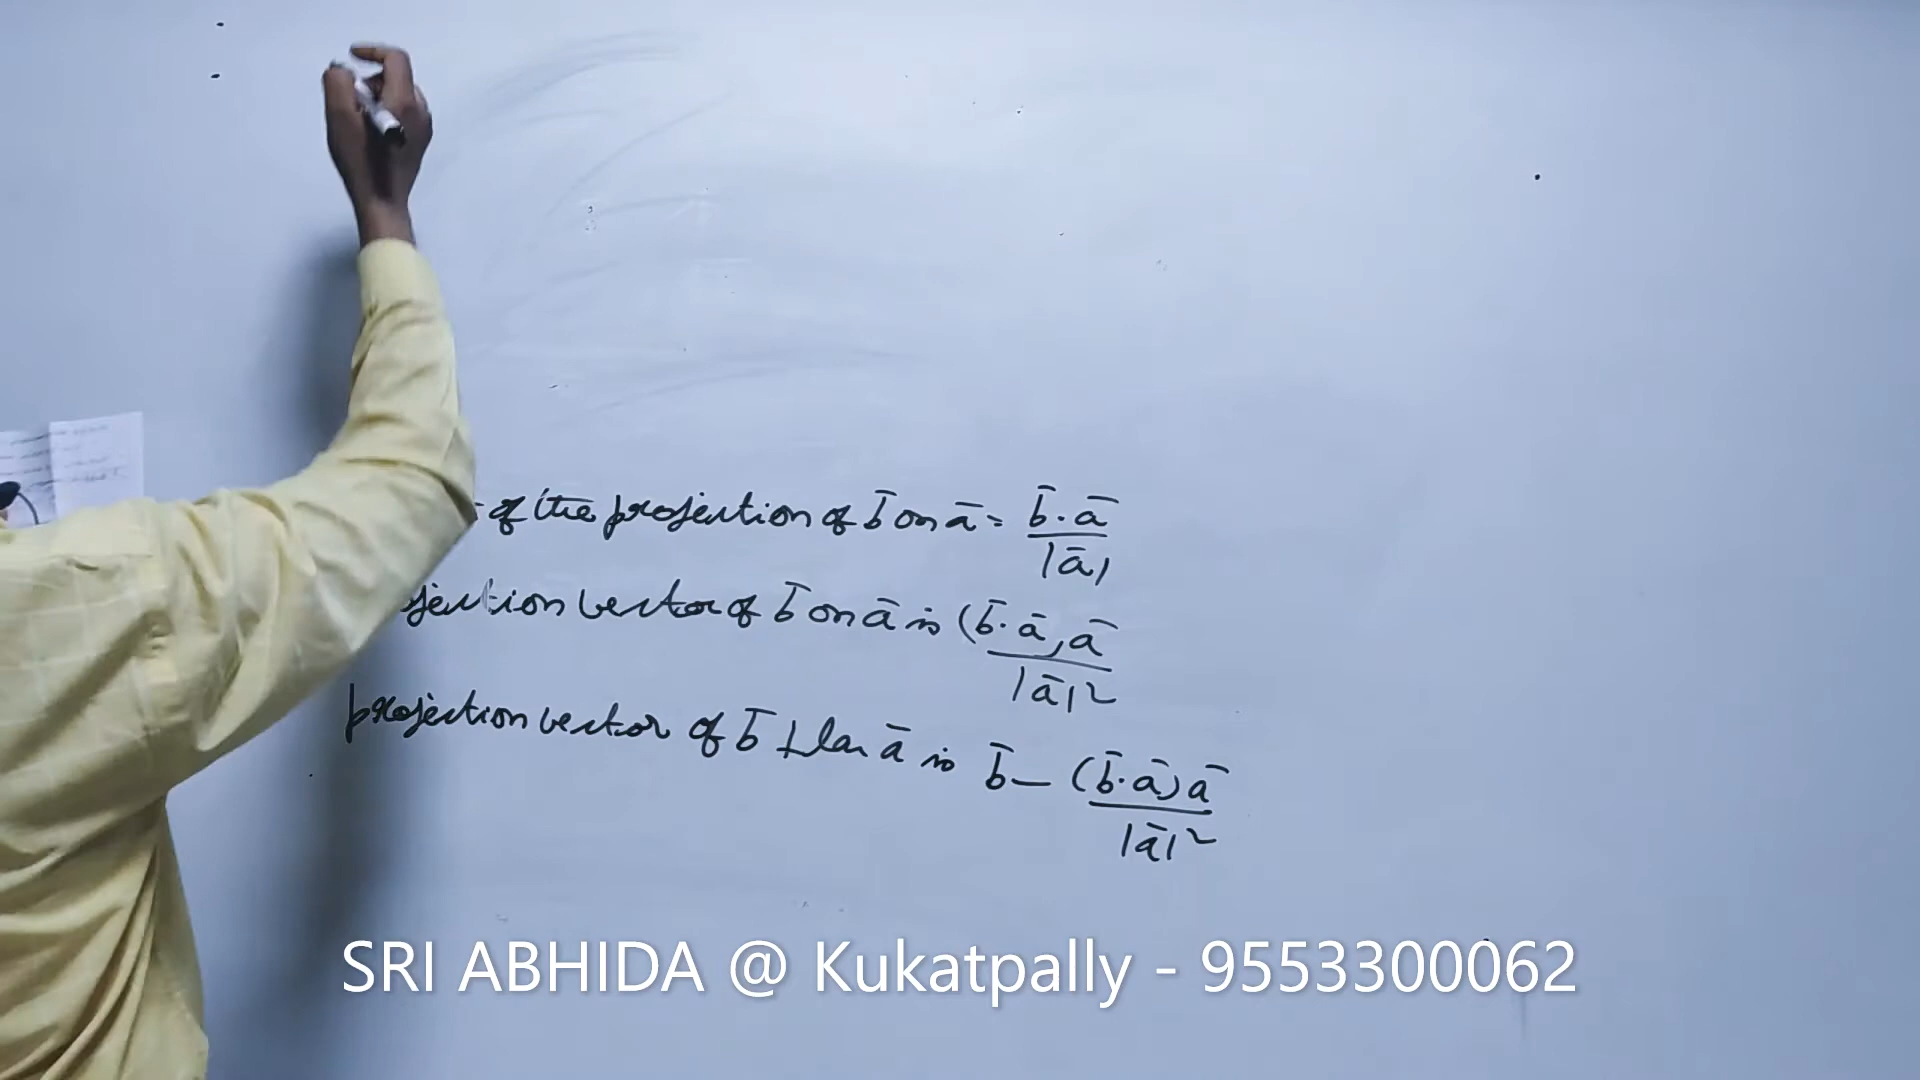 of the projection of b̄ on ā = b̄.ā / |ā|
jection vector of b̄ on ā is (b̄.ā)ā / |ā|²
projection vector of b̄ ⊥lar ā is b̄ - (b̄.ā)ā / |ā|²
SRI ABHIDA @ Kukatpally - 9553300062